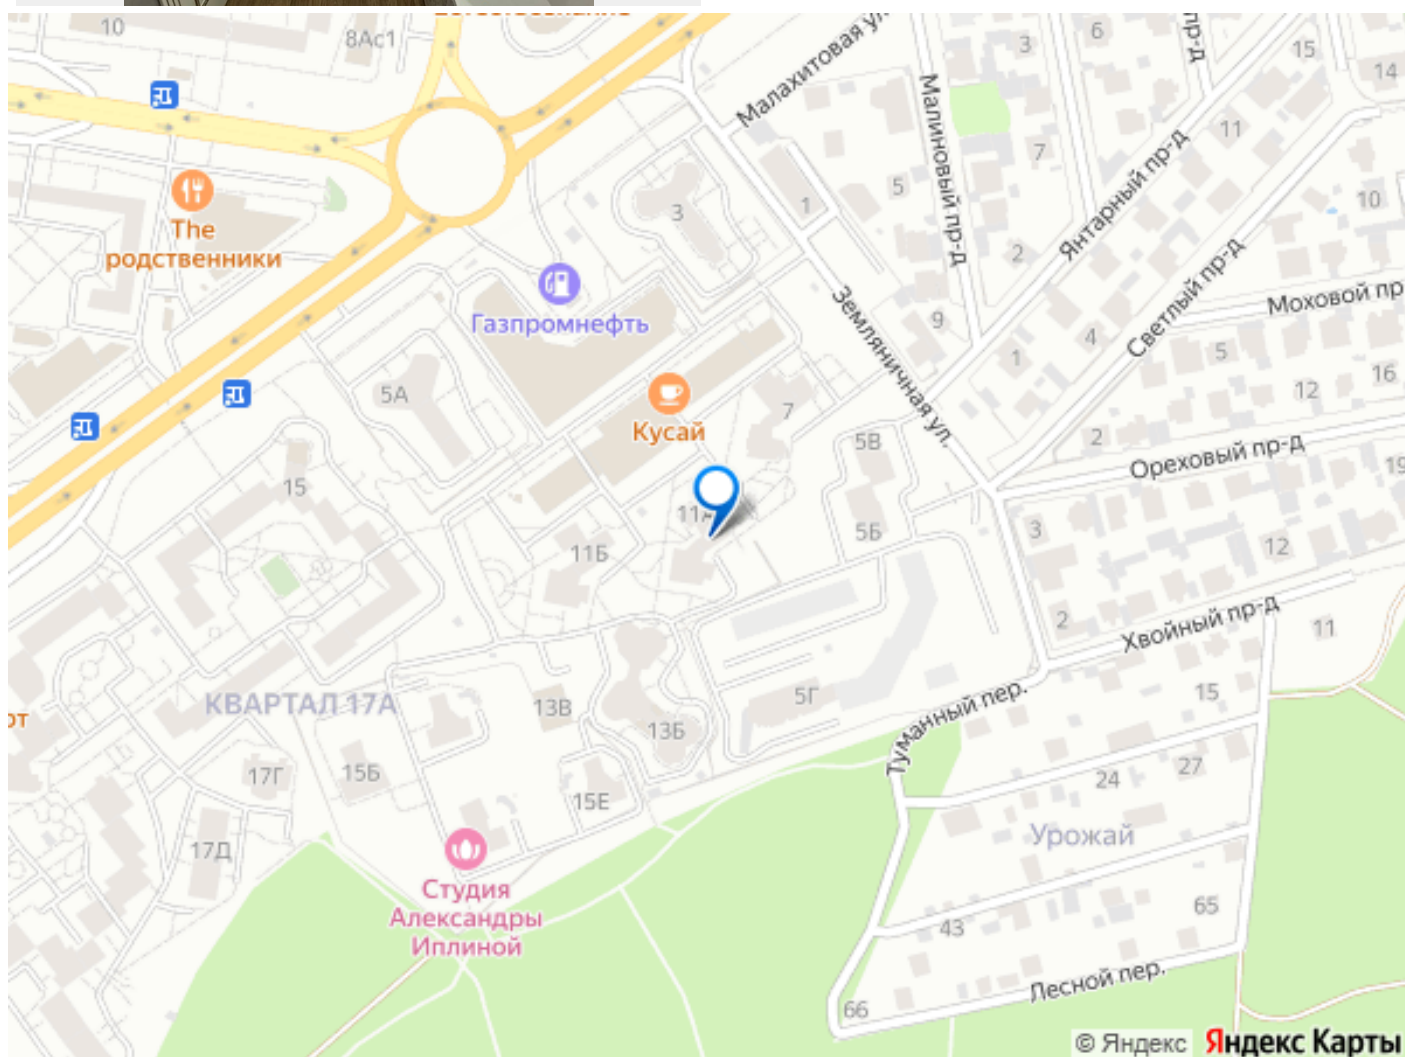 10
8Ас1
The
родственники
Газпромнефть
Кусай
3
5А
7
11А
11Б
15
5В
5Б
5Г
13В
13Б
15Б
15Е
17Г
17Д
КВАРТАЛ 17А
Студия
Александры
Иплиной
Малахитовая ул.
Малиновый пр-д
Земляничная ул.
Янтарный пр-д
Светлый пр-д
Моховой пр
Ореховый пр-д
Хвойный пр-д
Туманный пер.
Лесной пер.
Урожай
1
5
9
3
6
7
2
15
14
11
10
1
4
5
12
16
2
19
3
12
2
11
15
24
27
43
65
66
© Яндекс
Яндекс Карты